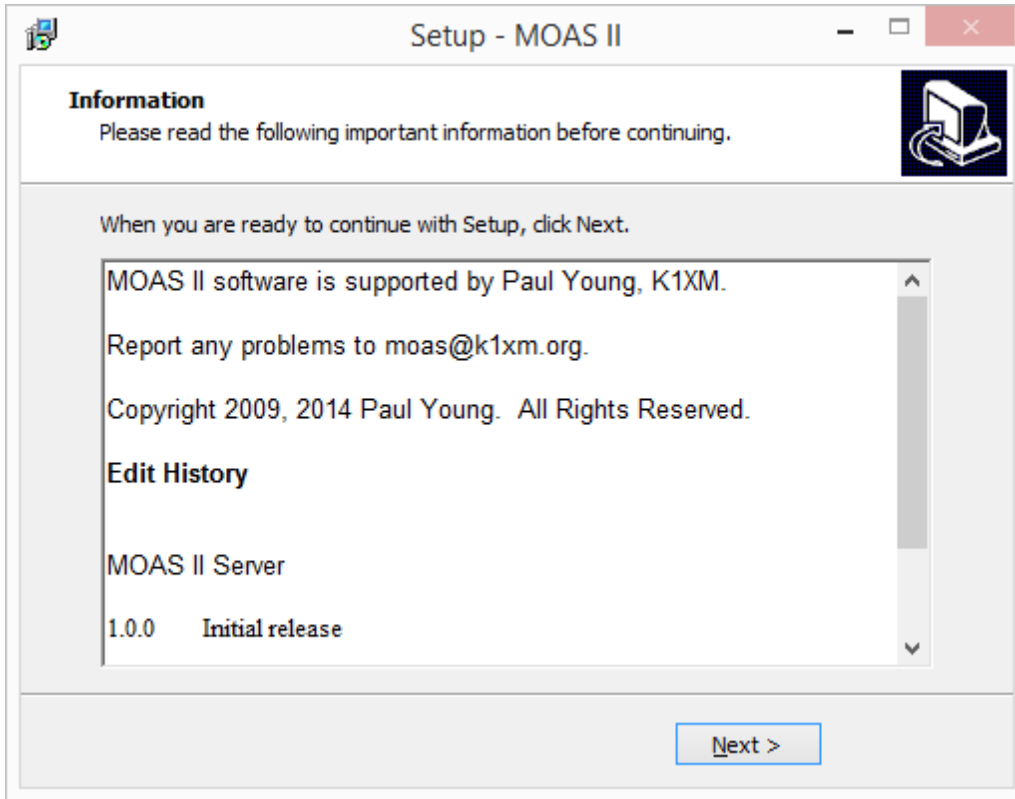 Setup - MOAS II
Information
Please read the following important information before continuing.
When you are ready to continue with Setup, click Next.
MOAS II software is supported by Paul Young, K1XM.
Report any problems to moas@k1xm.org.
Copyright 2009, 2014 Paul Young.  All Rights Reserved.
Edit History
MOAS II Server
1.0.0 Initial release
Next >